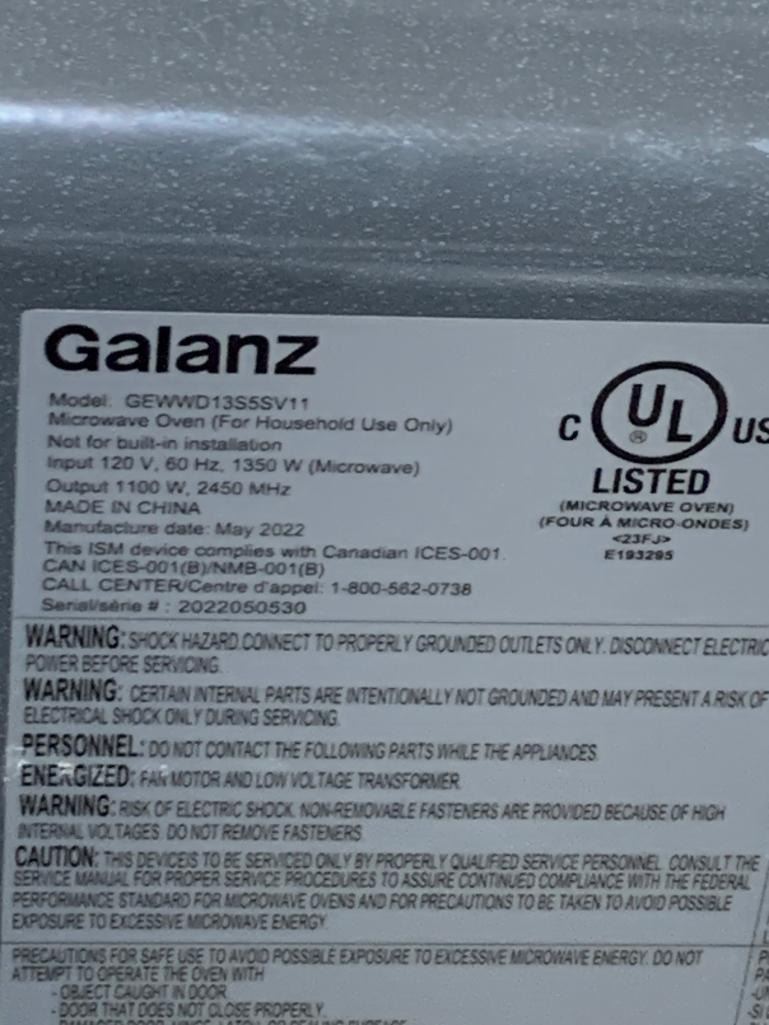 Galanz
Model: GEWWD13S5SV11
Microwave Oven (For Household Use Only)
Not for built-in installation
Input 120 V, 60 Hz, 1350 W (Microwave)
Output 1100 W, 2450 MHz
MADE IN CHINA
Manufacture date: May 2022
This ISM device complies with Canadian ICES-001.
CAN ICES-001(B)/NMB-001(B)
CALL CENTER/Centre d'appel: 1-800-562-0738
Serial/série # : 2022050530
C UL ® US
LISTED
(MICROWAVE OVEN)
(FOUR À MICRO-ONDES)
<23FJ>
E193295
WARNING: SHOCK HAZARD.CONNECT TO PROPERLY GROUNDED OUTLETS ONLY. DISCONNECT ELECTRIC
POWER BEFORE SERVICING.
WARNING: CERTAIN INTERNAL PARTS ARE INTENTIONALLY NOT GROUNDED AND MAY PRESENT A RISK OF
ELECTRICAL SHOCK ONLY DURING SERVICING.
PERSONNEL: DO NOT CONTACT THE FOLLOWING PARTS WHILE THE APPLIANCES.
ENERGIZED: FAN MOTOR AND LOW VOLTAGE TRANSFORMER.
WARNING: RISK OF ELECTRIC SHOCK. NON-REMOVABLE FASTENERS ARE PROVIDED BECAUSE OF HIGH
INTERNAL VOLTAGES. DO NOT REMOVE FASTENERS.
CAUTION: THIS DEVICEIS TO BE SERVICED ONLY BY PROPERLY QUALIFIED SERVICE PERSONNEL. CONSULT THE
SERVICE MANUAL FOR PROPER SERVICE PROCEDURES TO ASSURE CONTINUED COMPLIANCE WITH THE FEDERAL
PERFORMANCE STANDARD FOR MICROWAVE OVENS AND FOR PRECAUTIONS TO BE TAKEN TO AVOID POSSIBLE
EXPOSURE TO EXCESSIVE MICROWAVE ENERGY.
PRECAUTIONS FOR SAFE USE TO AVOID POSSIBLE EXPOSURE TO EXCESSIVE MICROWAVE ENERGY. DO NOT
ATTEMPT TO OPERATE THE OVEN WITH
- OBJECT CAUGHT IN DOOR.
- DOOR THAT DOES NOT CLOSE PROPERLY.